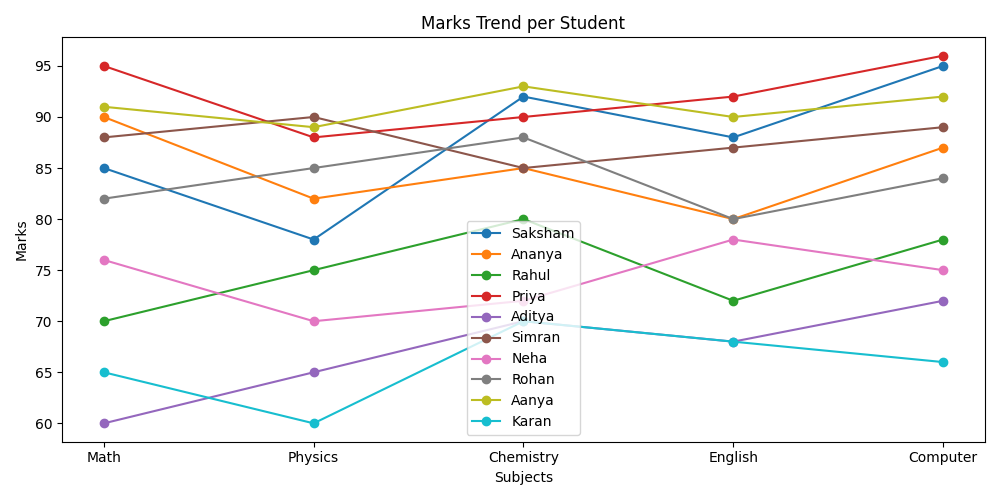 Marks Trend per Student
Marks
95
90
85
80
75
70
65
60
Saksham
Ananya
Rahul
Priya
Aditya
Simran
Neha
Rohan
Aanya
Karan
Math Physics Chemistry English Computer
Subjects